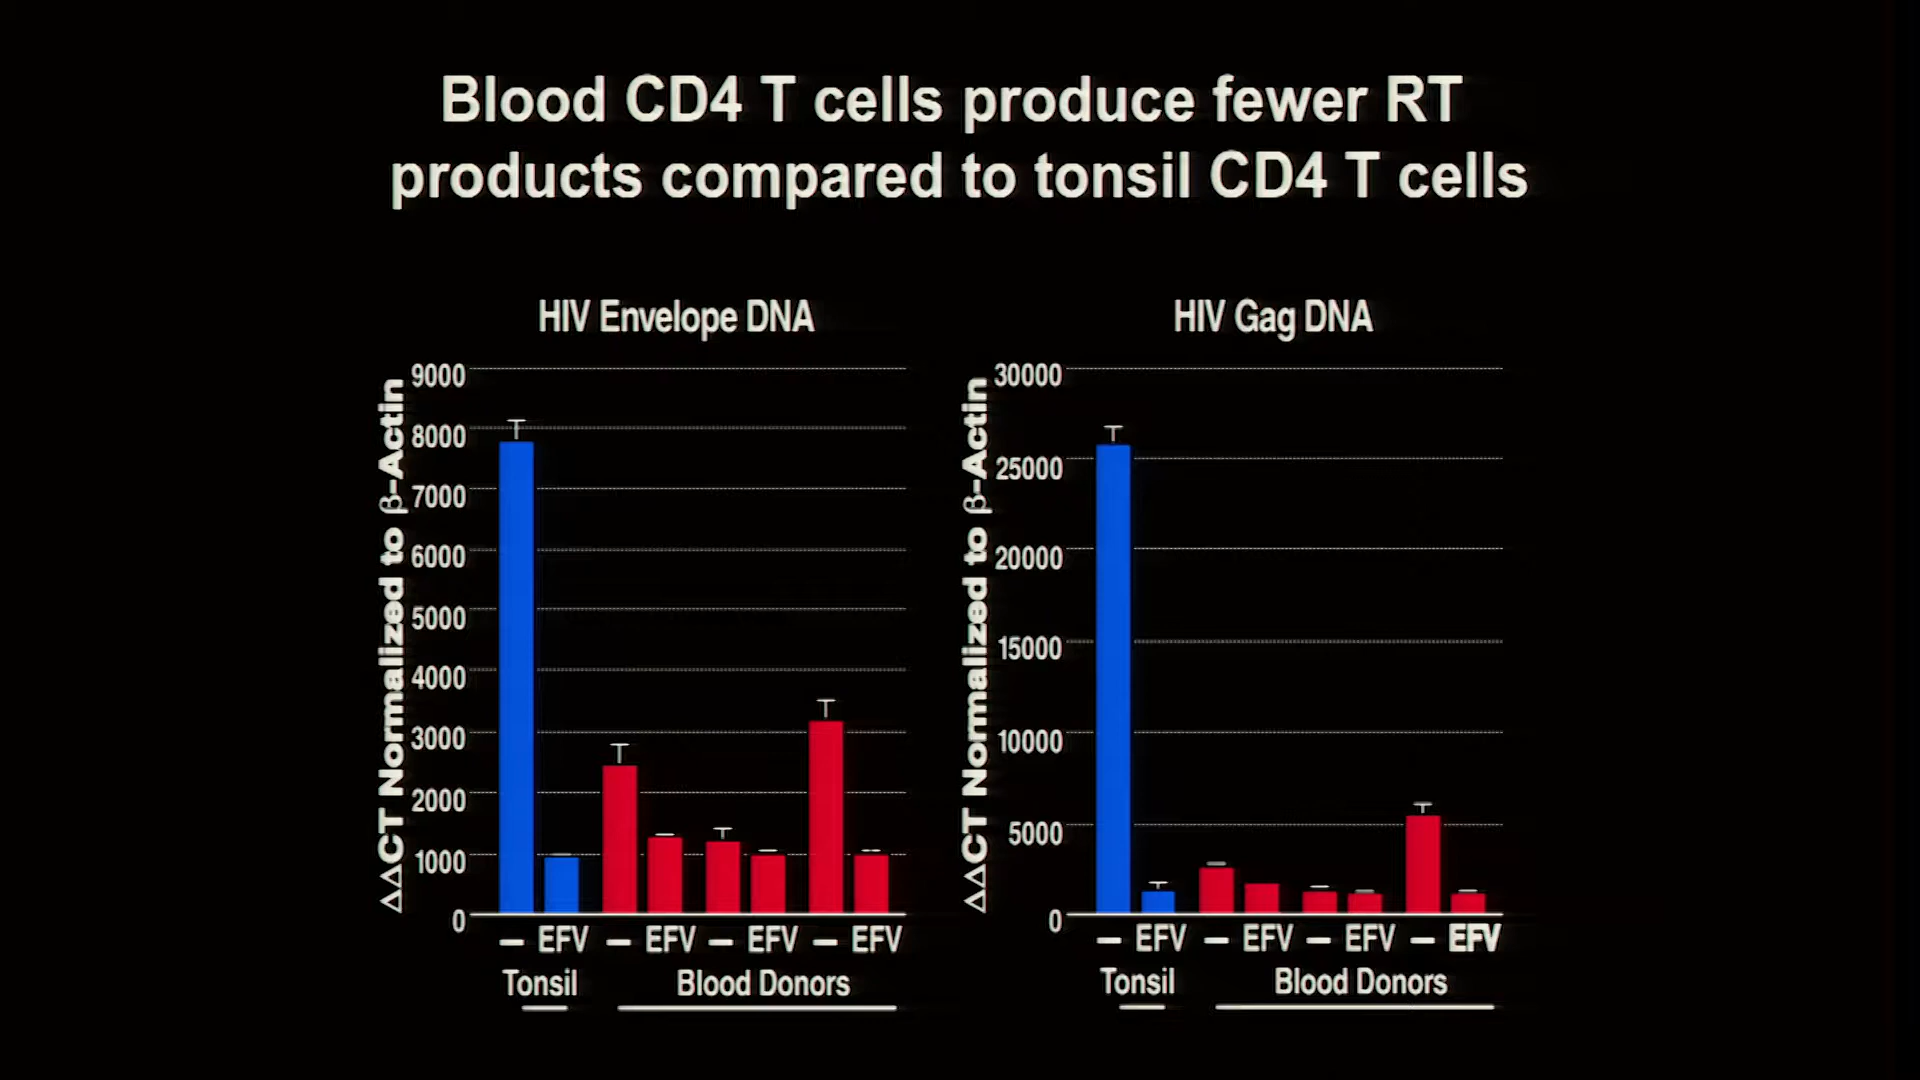 Blood CD4 T cells produce fewer RT
products compared to tonsil CD4 T cells
HIV Envelope DNA
ΔΔCT Normalized to β-Actin
9000
8000
7000
6000
5000
4000
3000
2000
1000
0
– EFV – EFV – EFV – EFV
Tonsil Blood Donors
HIV Gag DNA
ΔΔCT Normalized to β-Actin
30000
25000
20000
15000
10000
5000
0
– EFV – EFV – EFV – EFV
Tonsil Blood Donors